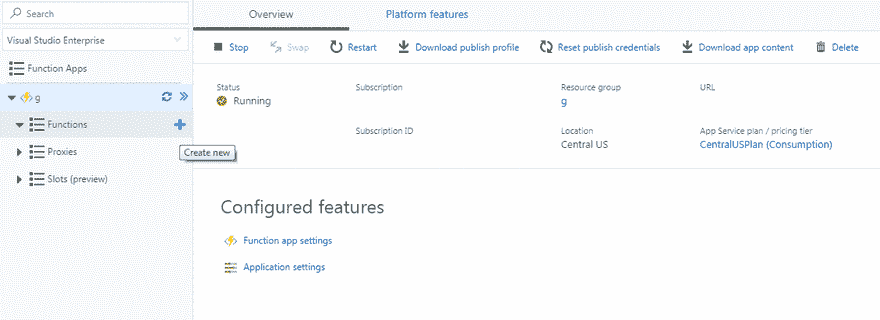 Search
Overview
Platform features
Visual Studio Enterprise
Stop
Swap
Restart
Download publish profile
Reset publish credentials
Download app content
Delete
Function Apps
g
Functions
Create new
Proxies
Slots (preview)
Status
Running
Subscription
Subscription ID
Resource group
g
Location
Central US
URL
App Service plan / pricing tier
CentralUSPlan (Consumption)
Configured features
Function app settings
Application settings